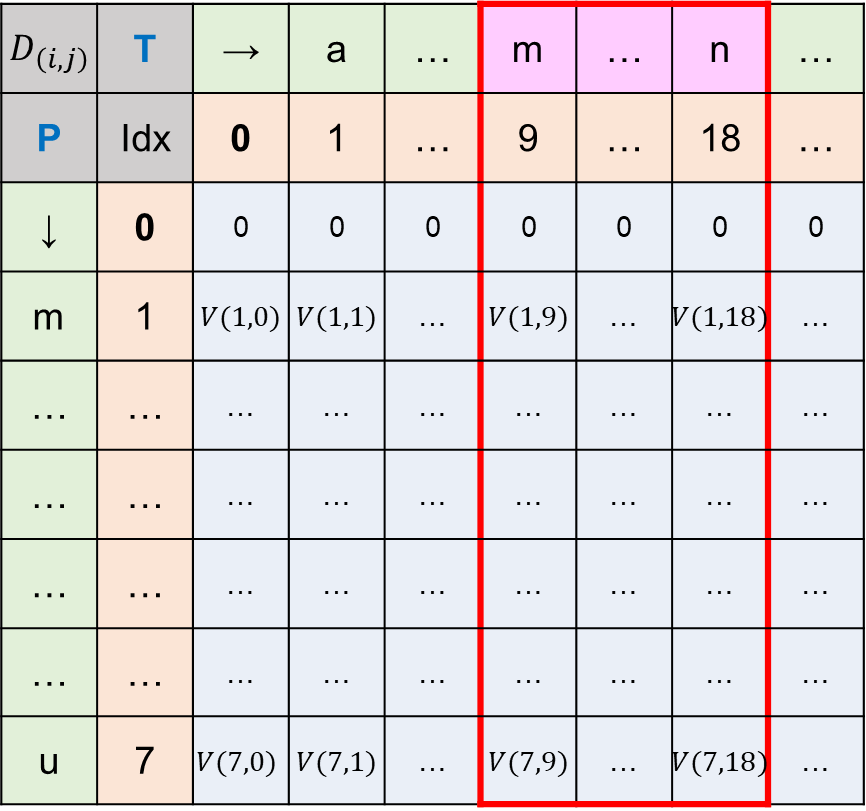 D(i,j) T → a … m … n …
P Idx 0 1 … 9 … 18 …
↓ 0 0 0 0 0 0 0 0
m 1 V(1,0) V(1,1) … V(1,9) … V(1,18) …
… … … … … … … … …
… … … … … … … … …
… … … … … … … … …
… … … … … … … … …
u 7 V(7,0) V(7,1) … V(7,9) … V(7,18) …